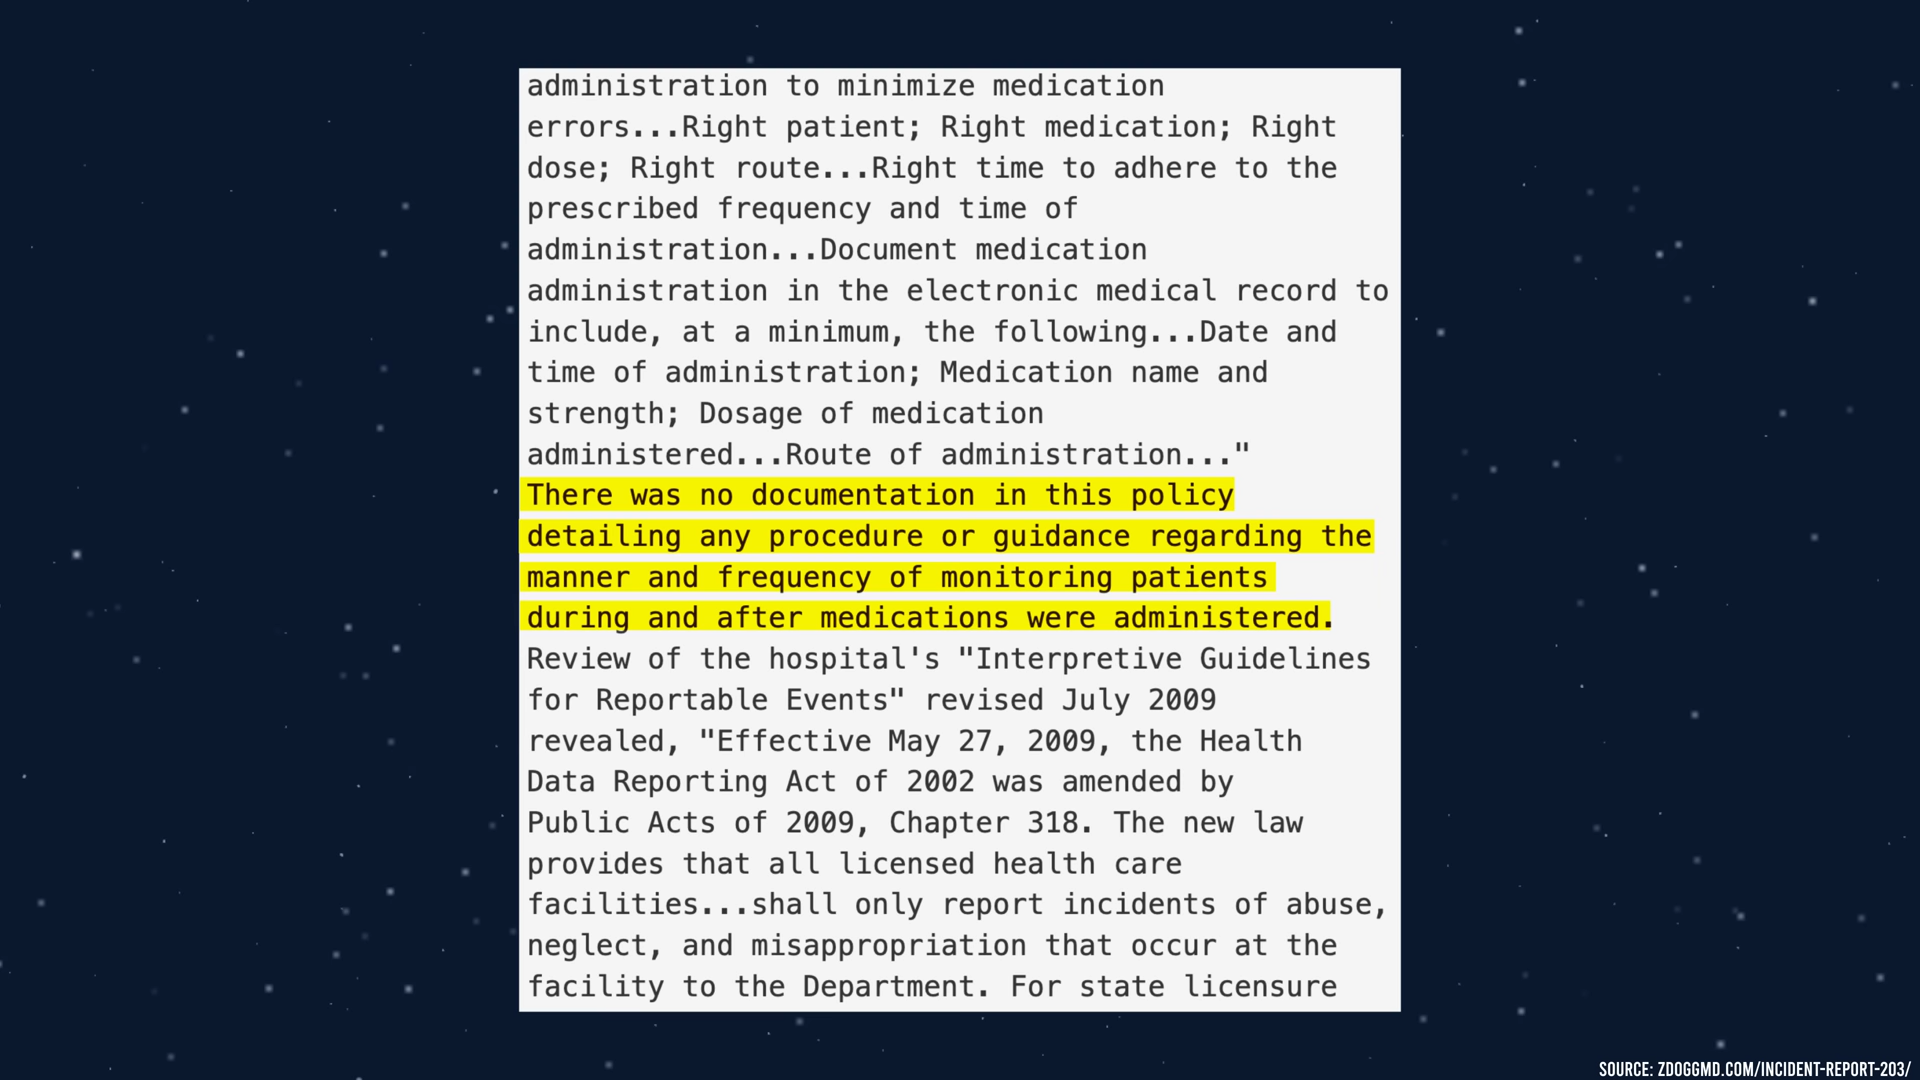 administration to minimize medication
errors...Right patient; Right medication; Right
dose; Right route...Right time to adhere to the
prescribed frequency and time of
administration...Document medication
administration in the electronic medical record to
include, at a minimum, the following...Date and
time of administration; Medication name and
strength; Dosage of medication
administered...Route of administration..."
There was no documentation in this policy
detailing any procedure or guidance regarding the
manner and frequency of monitoring patients
during and after medications were administered.
Review of the hospital's "Interpretive Guidelines
for Reportable Events" revised July 2009
revealed, "Effective May 27, 2009, the Health
Data Reporting Act of 2002 was amended by
Public Acts of 2009, Chapter 318. The new law
provides that all licensed health care
facilities...shall only report incidents of abuse,
neglect, and misappropriation that occur at the
facility to the Department. For state licensure
SOURCE: ZDOGGMD.COM/INCIDENT-REPORT-203/